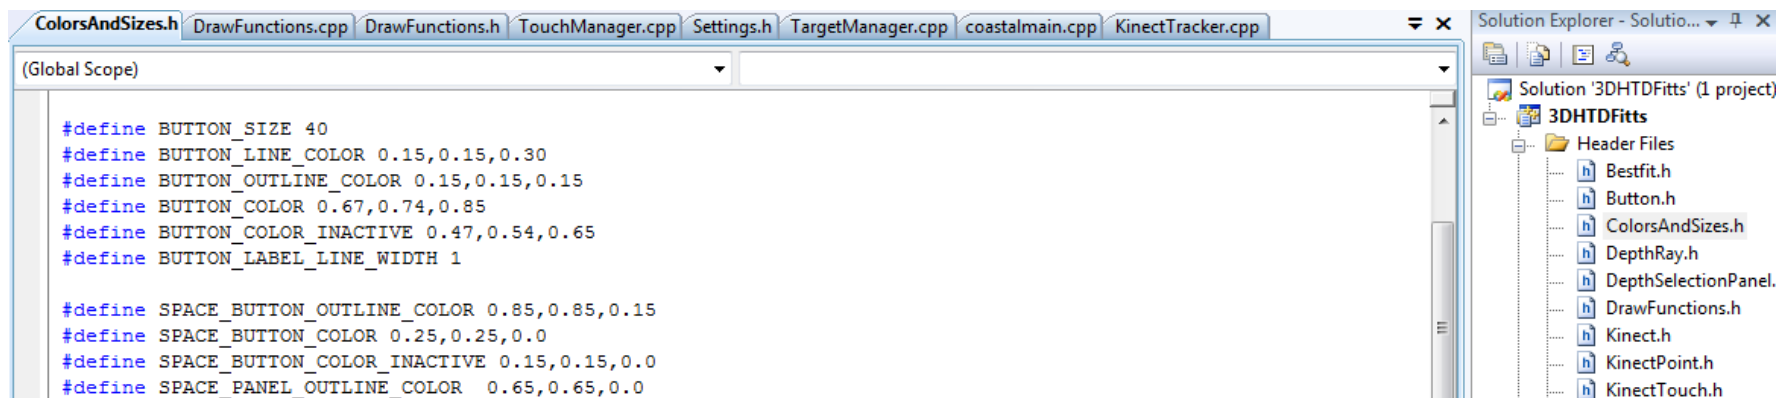 ColorsAndSizes.h DrawFunctions.cpp DrawFunctions.h TouchManager.cpp Settings.h TargetManager.cpp coastalmain.cpp KinectTracker.cpp
(Global Scope)
#define BUTTON_SIZE 40
#define BUTTON_LINE_COLOR 0.15,0.15,0.30
#define BUTTON_OUTLINE_COLOR 0.15,0.15,0.15
#define BUTTON_COLOR 0.67,0.74,0.85
#define BUTTON_COLOR_INACTIVE 0.47,0.54,0.65
#define BUTTON_LABEL_LINE_WIDTH 1
#define SPACE_BUTTON_OUTLINE_COLOR 0.85,0.85,0.15
#define SPACE_BUTTON_COLOR 0.25,0.25,0.0
#define SPACE_BUTTON_COLOR_INACTIVE 0.15,0.15,0.0
#define SPACE_PANEL_OUTLINE_COLOR  0.65,0.65,0.0
Solution Explorer - Solutio...
Solution '3DHTDFitts' (1 project)
3DHTDFitts
Header Files
Bestfit.h
Button.h
ColorsAndSizes.h
DepthRay.h
DepthSelectionPanel.
DrawFunctions.h
Kinect.h
KinectPoint.h
KinectTouch.h